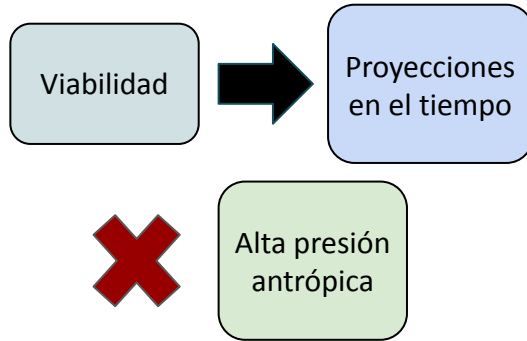 Viabilidad
Proyecciones
en el tiempo
Alta presión
antrópica